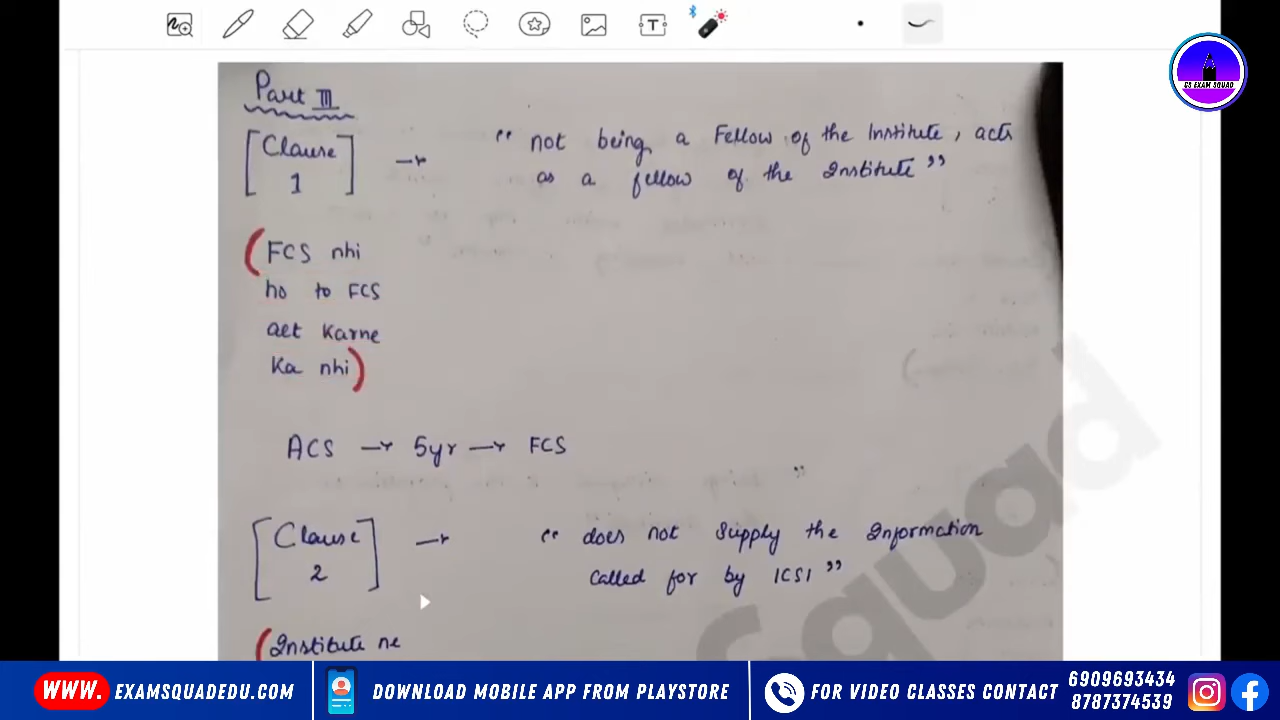 CS EXAM SQUAD
Part III
[Clause 1] → “ not being a Fellow of the Institute, acts
as a fellow of the Institute ”
(FCS nhi
ho to FCS
act Karne
Ka nhi)
ACS → 5yr → FCS
”
[Clause 2] → “ does not Supply the Information
Called for by ICSI ”
(Institute ne
Squad
WWW. EXAMSQUADEDU.COM
DOWNLOAD MOBILE APP FROM PLAYSTORE
FOR VIDEO CLASSES CONTACT
6909693434
8787374539